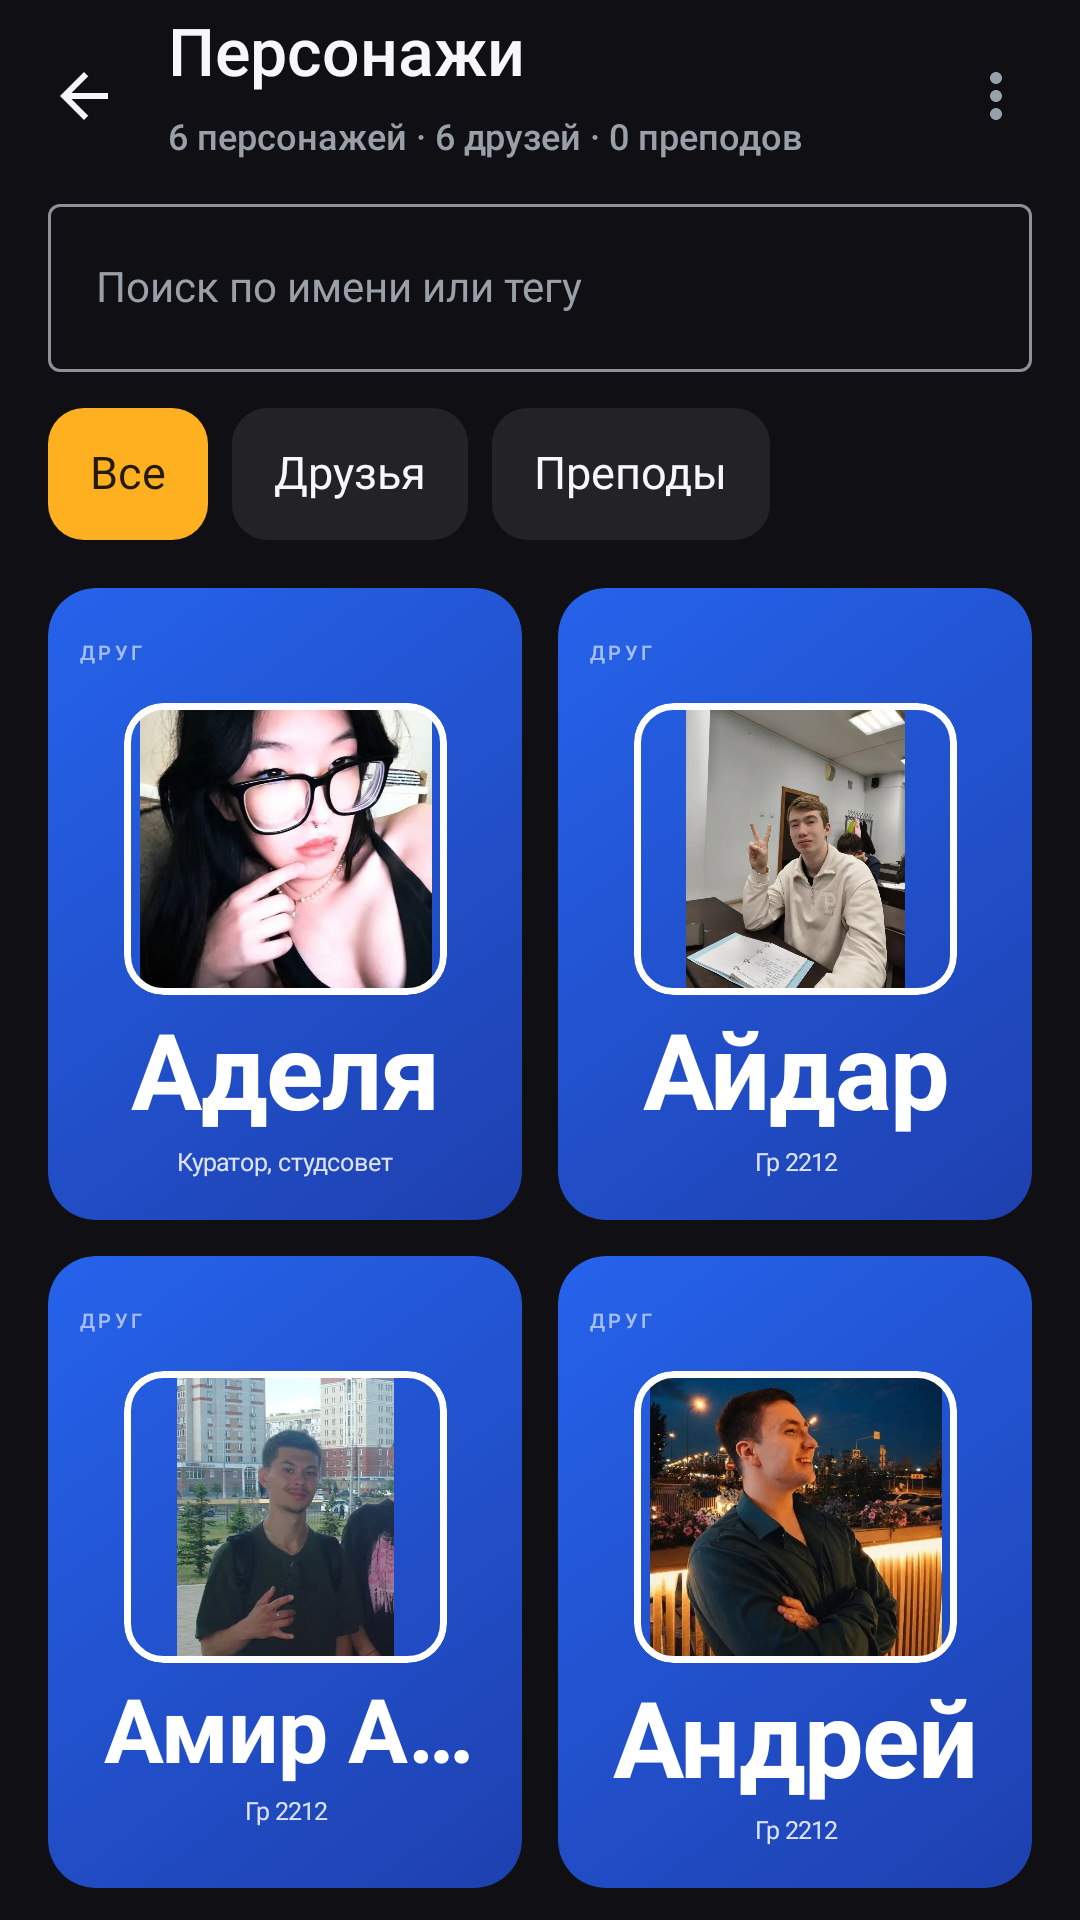 Персонажи
6 персонажей · 6 друзей · 0 преподов
Поиск по имени или тегу
Все
Друзья
Преподы
ДРУГ
ДРУГ
Аделя
Айдар
Куратор, студсовет
Гр 2212
ДРУГ
ДРУГ
Амир А...
Андрей
Гр 2212
Гр 2212